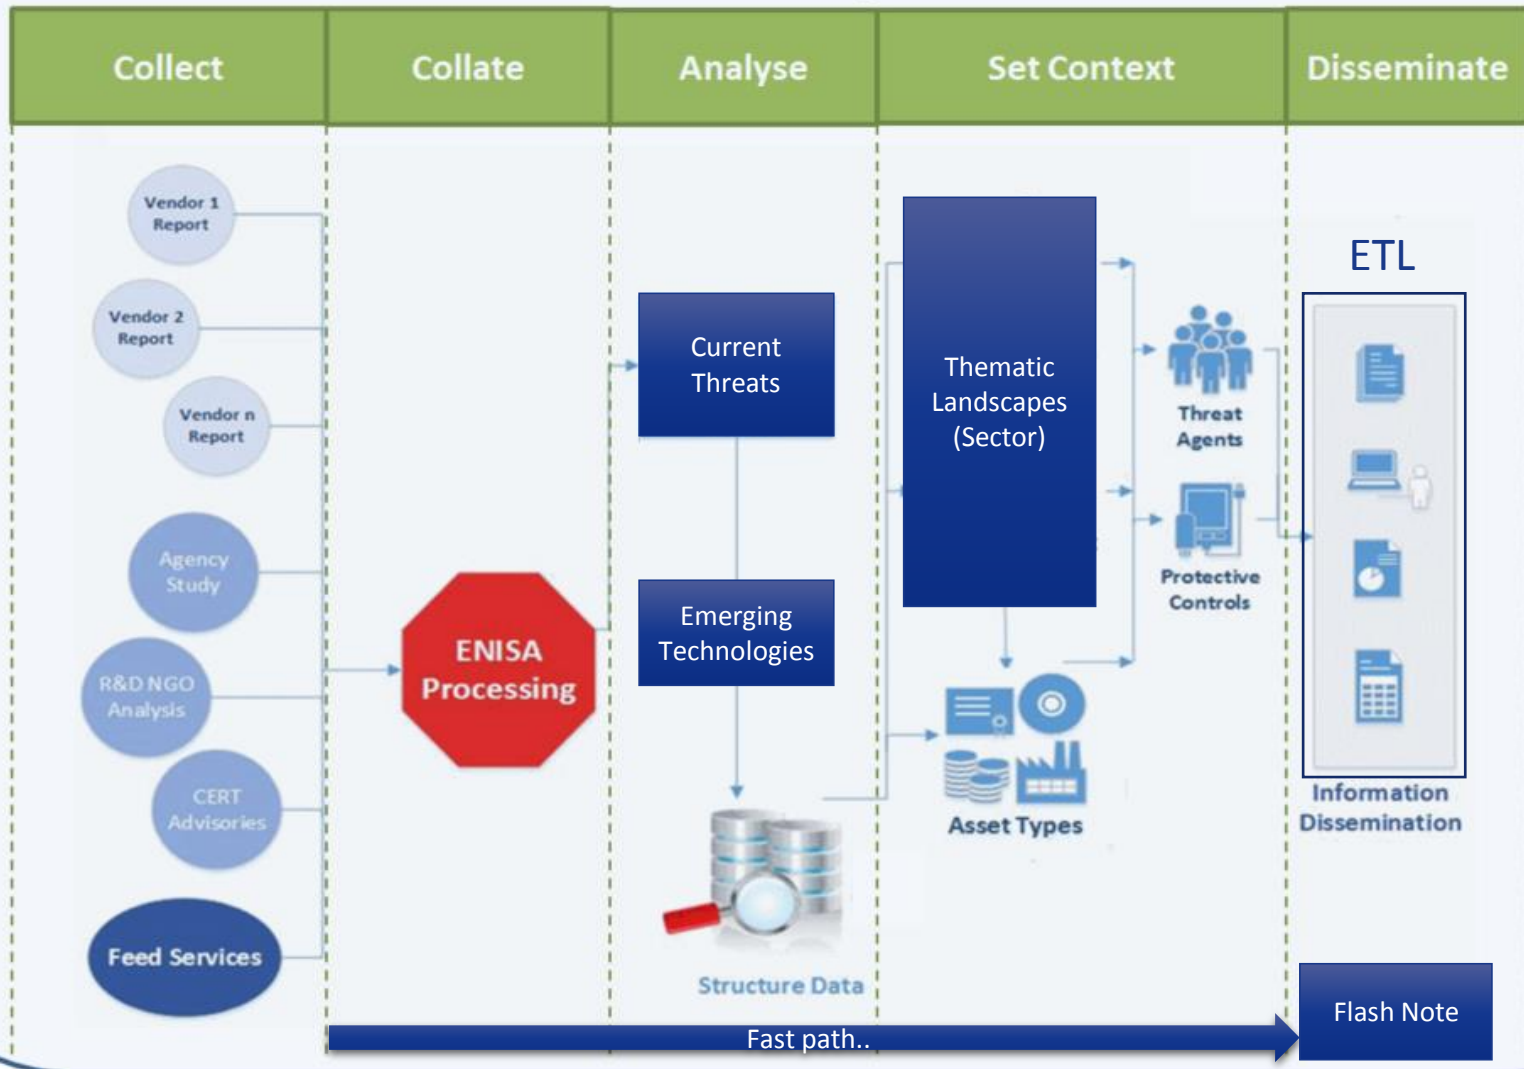 Collect
Collate
Analyse
Set Context
Disseminate
Vendor 1
Report
Vendor 2
Report
Vendor n
Report
Agency
Study
R&D NGO
Analysis
CERT
Advisories
Feed Services
ENISA
Processing
Current
Threats
Emerging
Technologies
Structure Data
Thematic
Landscapes
(Sector)
Asset Types
Threat
Agents
Protective
Controls
ETL
Information
Dissemination
Flash Note
Fast path..